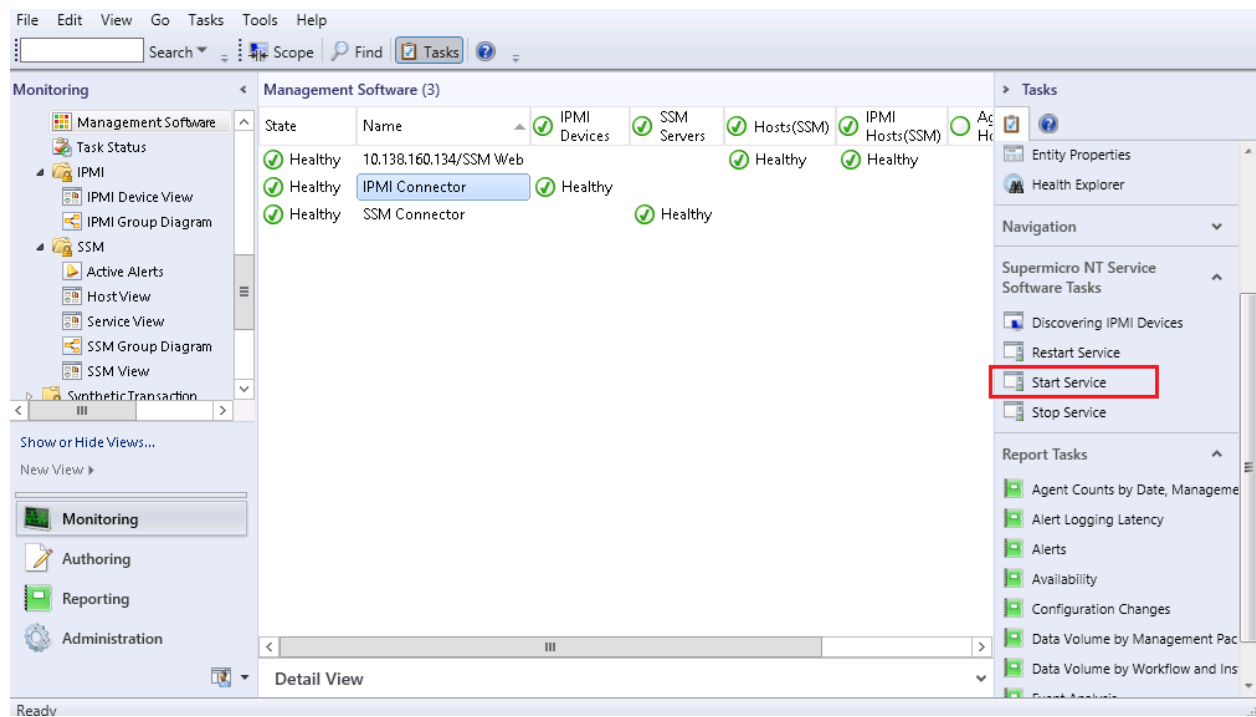 File Edit View Go Tasks Tools Help
Search Scope Find Tasks
Monitoring
Management Software
Task Status
IPMI
IPMI Device View
IPMI Group Diagram
SSM
Active Alerts
Host View
Service View
SSM Group Diagram
SSM View
Synthetic Transaction
Show or Hide Views...
New View
Monitoring
Authoring
Reporting
Administration
Management Software (3)
State Name IPMI Devices SSM Servers Hosts(SSM) IPMI Hosts(SSM)
Healthy 10.138.160.134/SSM Web Healthy Healthy
Healthy IPMI Connector Healthy
Healthy SSM Connector Healthy
Detail View
Tasks
Entity Properties
Health Explorer
Navigation
Supermicro NT Service
Software Tasks
Discovering IPMI Devices
Restart Service
Start Service
Stop Service
Report Tasks
Agent Counts by Date, Manageme
Alert Logging Latency
Alerts
Availability
Configuration Changes
Data Volume by Management Pac
Data Volume by Workflow and Ins
Event Analysis
Ready